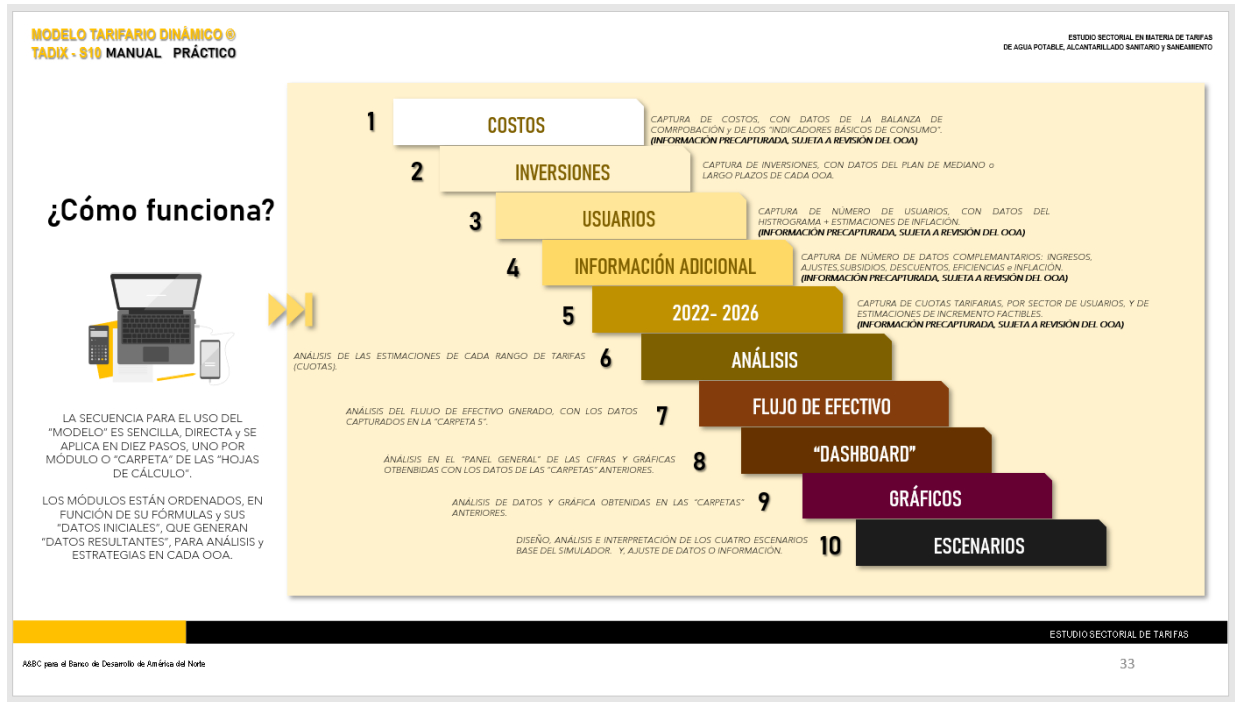 MODELO TARIFARIO DINÁMICO ®
TADIX - S10 MANUAL PRÁCTICO
ESTUDIO SECTORIAL EN MATERIA DE TARIFAS
DE AGUA POTABLE, ALCANTARILLADO SANITARIO y SANEAMIENTO
¿Cómo funciona?
LA SECUENCIA PARA EL USO DEL
“MODELO” ES SENCILLA, DIRECTA y SE
APLICA EN DIEZ PASOS, UNO POR
MÓDULO O “CARPETA” DE LAS “HOJAS
DE CÁLCULO”.
LOS MÓDULOS ESTÁN ORDENADOS, EN
FUNCIÓN DE SU FÓRMULAS y SUS
“DATOS INICIALES”, QUE GENERAN
“DATOS RESULTANTES”, PARA ANÁLISIS y
ESTRATEGIAS EN CADA OOA.
1
COSTOS
CAPTURA DE COSTOS, CON DATOS DE LA BALANZA DE
COMRPOBACIÓN y DE LOS “INDICADORES BÁSICOS DE CONSUMO”.
(INFORMACIÓN PRECAPTURADA, SUJETA A REVISIÓN DEL OOA)
2
INVERSIONES
CAPTURA DE INVERSIONES, CON DATOS DEL PLAN DE MEDIANO o
LARGO PLAZOS DE CADA OOA.
3
USUARIOS
CAPTURA DE NÚMERO DE USUARIOS, CON DATOS DEL
HISTROGRAMA + ESTIMACIONES DE INFLACIÓN.
(INFORMACIÓN PRECAPTURADA, SUJETA A REVISIÓN DEL OOA)
4
INFORMACIÓN ADICIONAL
CAPTURA DE NÚMERO DE DATOS COMPLEMANTARIOS: INGRESOS,
AJUSTES,SUBSIDIOS, DESCUENTOS, EFICIENCIAS e INFLACIÓN.
(INFORMACIÓN PRECAPTURADA, SUJETA A REVISIÓN DEL OOA)
5
2022- 2026
CAPTURA DE CUOTAS TARIFARIAS, POR SECTOR DE USUARIOS, Y DE
ESTIMACIONES DE INCREMENTO FACTIBLES.
(INFORMACIÓN PRECAPTURADA, SUJETA A REVISIÓN DEL OOA)
ANÁLISIS DE LAS ESTIMACIONES DE CADA RANGO DE TARIFAS
(CUOTAS).
6
ANÁLISIS
ANÁLISIS DEL FLUJO DE EFECTIVO GNERADO, CON LOS DATOS
CAPTURADOS EN LA “CARPETA 5”.
7
FLUJO DE EFECTIVO
ANÁLISIS EN EL “PANEL GENERAL” DE LAS CIFRAS Y GRÁFICAS
OTBENBIDAS CON LOS DATOS DE LAS “CARPETAS” ANTERIORES.
8
“DASHBOARD”
ANÁLISIS DE DATOS Y GRÁFICA OBTENIDAS EN LAS “CARPETAS”
ANTERIORES.
9
GRÁFICOS
DISEÑO, ANÁLISIS E INTERPRETACIÓN DE LOS CUATRO ESCENARIOS
BASE DEL SIMULADOR. Y, AJUSTE DE DATOS O INFORMACIÓN.
10
ESCENARIOS
ESTUDIO SECTORIAL DE TARIFAS
A&BC para el Banco de Desarrollo de América del Norte
33